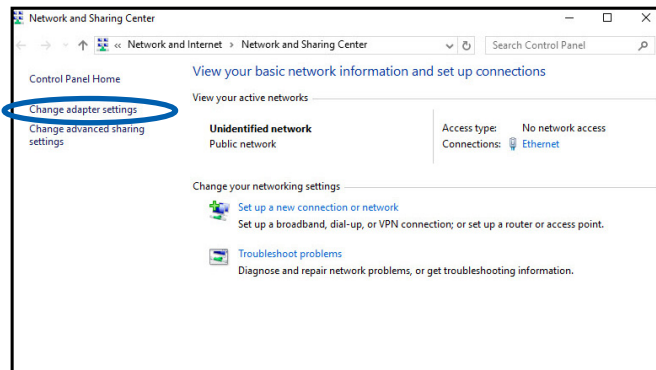 Network and Sharing Center
« Network and Internet › Network and Sharing Center
Search Control Panel
Control Panel Home
Change adapter settings
Change advanced sharing
settings
View your basic network information and set up connections
View your active networks
Unidentified network
Public network
Access type: No network access
Connections: Ethernet
Change your networking settings
Set up a new connection or network
Set up a broadband, dial-up, or VPN connection; or set up a router or access point.
Troubleshoot problems
Diagnose and repair network problems, or get troubleshooting information.